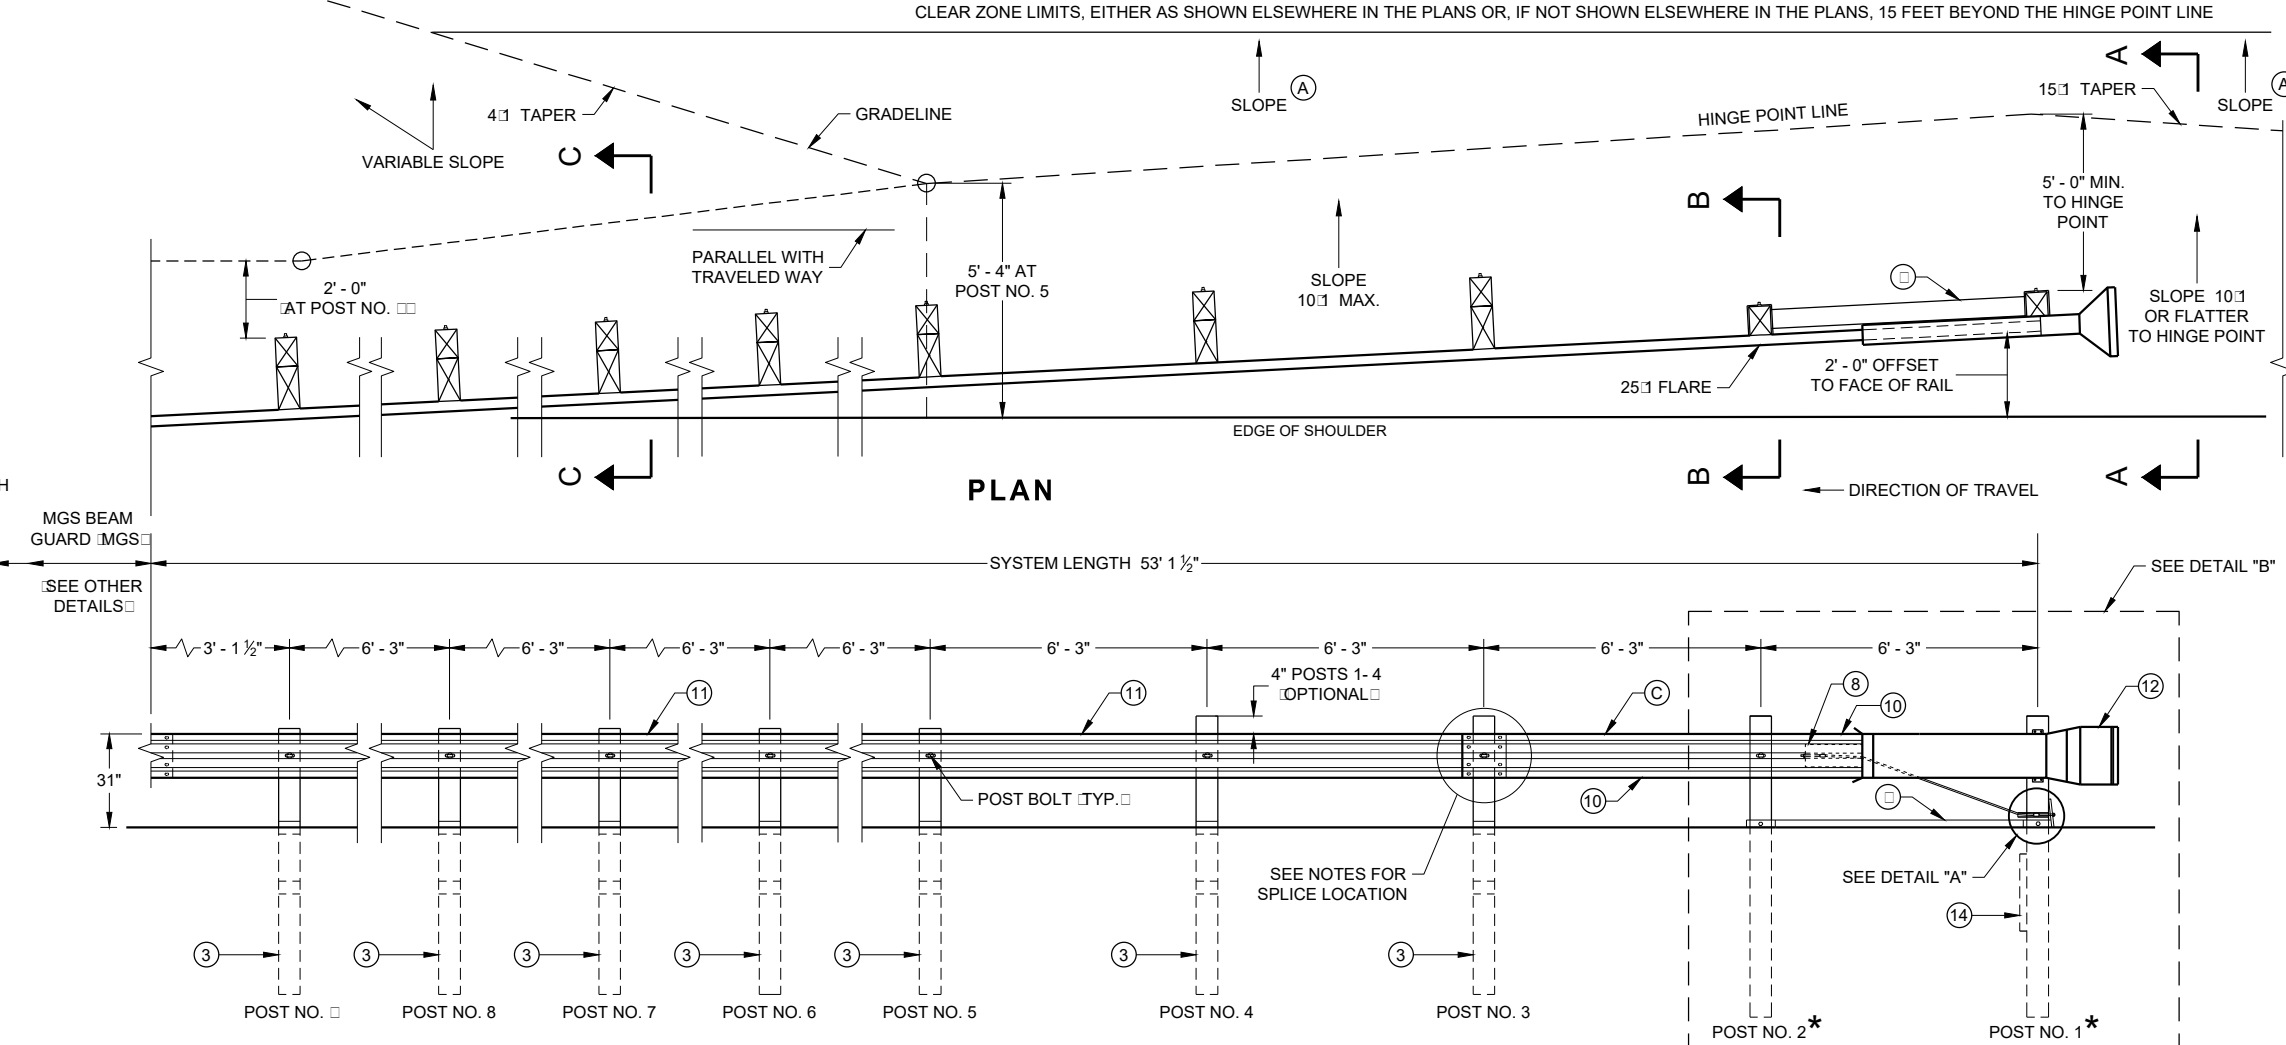 CLEAR ZONE LIMITS, EITHER AS SHOWN ELSEWHERE IN THE PLANS OR, IF NOT SHOWN ELSEWHERE IN THE PLANS, 15 FEET BEYOND THE HINGE POINT LINE
A
A
SLOPE
15□1 TAPER
SLOPE
A
4□1 TAPER
GRADELINE
HINGE POINT LINE
VARIABLE SLOPE
C
B
5' - 0" MIN.
TO HINGE
POINT
PARALLEL WITH
TRAVELED WAY
5' - 4" AT
POST NO. 5
SLOPE
10□1 MAX.
□
2' - 0"
□AT POST NO. □□
SLOPE 10□1
OR FLATTER
TO HINGE POINT
2' - 0" OFFSET
TO FACE OF RAIL
25□1 FLARE
EDGE OF SHOULDER
C
B
A
PLAN
DIRECTION OF TRAVEL
H
MGS BEAM
GUARD □MGS□
□SEE OTHER
DETAILS□
SYSTEM LENGTH 53' 1 ½"
SEE DETAIL "B"
3' - 1 ½"
6' - 3"
6' - 3"
6' - 3"
6' - 3"
6' - 3"
6' - 3"
6' - 3"
6' - 3"
4" POSTS 1- 4
□OPTIONAL□
11
11
C
8
10
12
31"
POST BOLT □TYP.□
10
□
SEE NOTES FOR
SPLICE LOCATION
SEE DETAIL "A"
14
3
3
3
3
3
3
3
POST NO. □
POST NO. 8
POST NO. 7
POST NO. 6
POST NO. 5
POST NO. 4
POST NO. 3
POST NO. 2*
POST NO. 1*